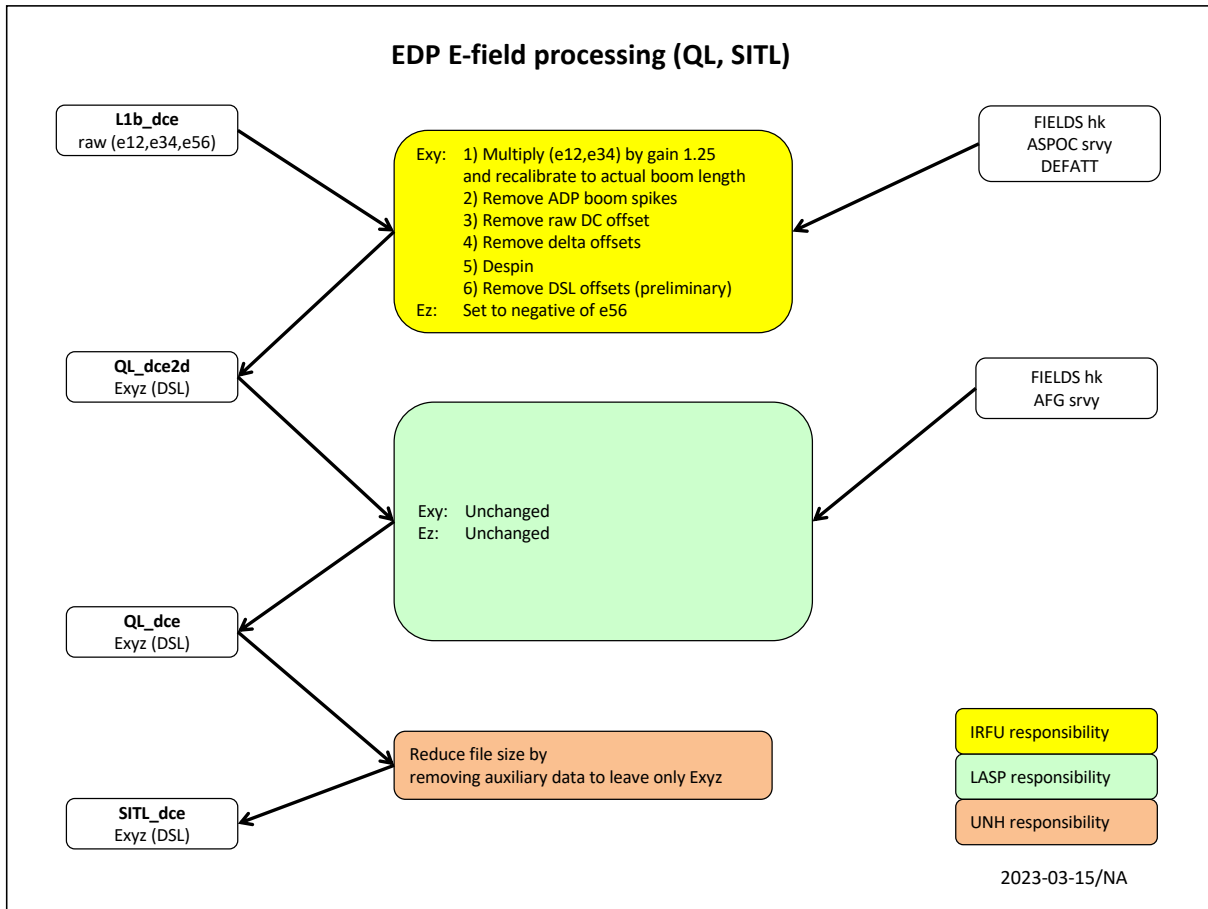 EDP E-field processing (QL, SITL)
L1b_dce
raw (e12,e34,e56)
Exy: 1) Multiply (e12,e34) by gain 1.25
and recalibrate to actual boom length
2) Remove ADP boom spikes
3) Remove raw DC offset
4) Remove delta offsets
5) Despin
6) Remove DSL offsets (preliminary)
Ez: Set to negative of e56
FIELDS hk
ASPOC srvy
DEFATT
QL_dce2d
Exyz (DSL)
Exy: Unchanged
Ez: Unchanged
FIELDS hk
AFG srvy
QL_dce
Exyz (DSL)
Reduce file size by
removing auxiliary data to leave only Exyz
SITL_dce
Exyz (DSL)
IRFU responsibility
LASP responsibility
UNH responsibility
2023-03-15/NA